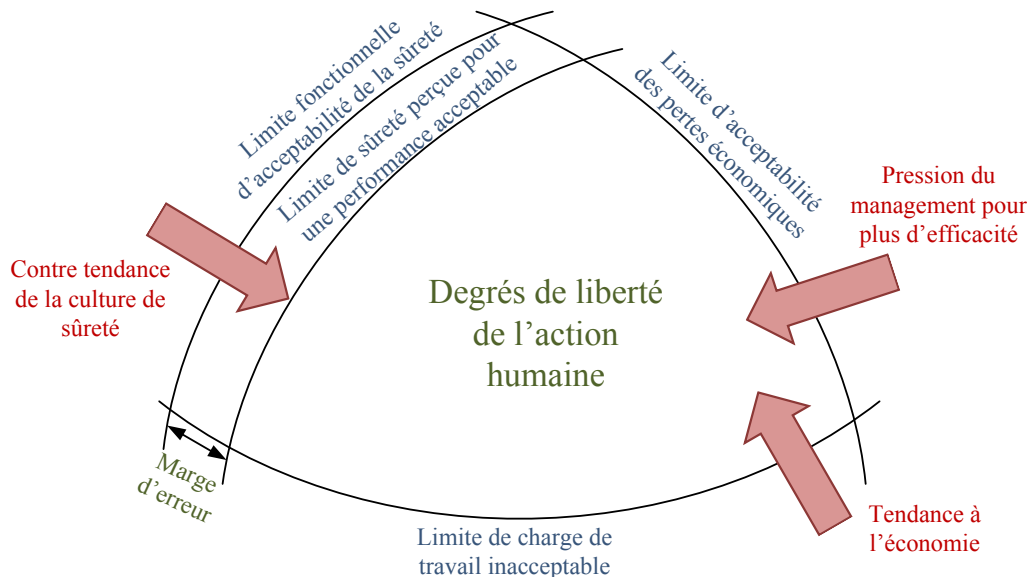 Limite fonctionnelle
d’acceptabilité de la sûreté
Limite de sûreté perçue pour
une performance acceptable
Limite d’acceptabilité
des pertes économiques
Pression du
management pour
plus d’efficacité
Contre tendance
de la culture de
sûreté
Degrés de liberté
de l’action
humaine
Marge
d’erreur
Limite de charge de
travail inacceptable
Tendance à
l’économie